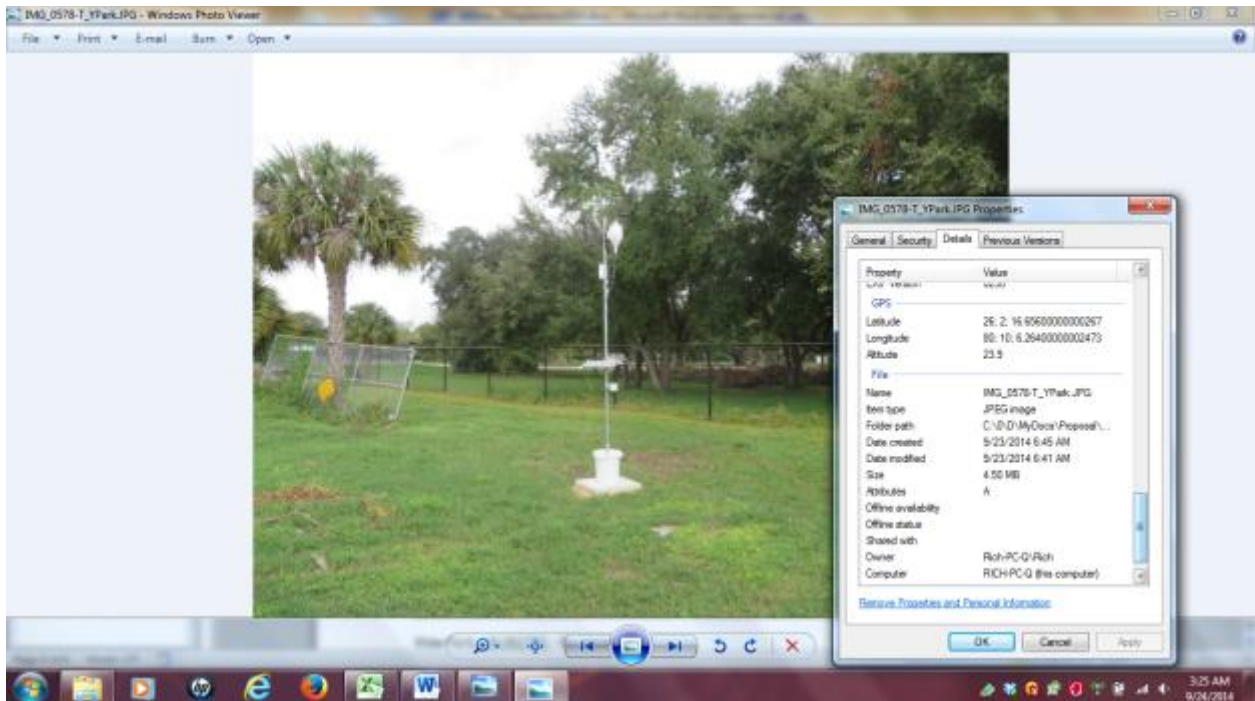 IMG_0578-T_YPark.JPG - Windows Photo Viewer
File Print E-mail Burn Open
IMG_0578-T_YPark.JPG Properties
General Security Details Previous Versions
Property Value
GPS
Latitude 26; 2; 16.65600000000267
Longitude 80; 10; 6.26400000002473
Altitude 23.9
File
Name IMG_0578-T_YPark.JPG
Item type JPEG image
Folder path C:\D\D\MyDocs\Proposal\...
Date created 9/23/2014 6:45 AM
Date modified 9/23/2014 6:41 AM
Size 4.50 MB
Attributes A
Offline availability
Offline status
Shared with
Owner Rich-PC-Q\Rich
Computer RICH-PC-Q (this computer)
Remove Properties and Personal Information
OK Cancel Apply
3:25 AM
9/24/2014